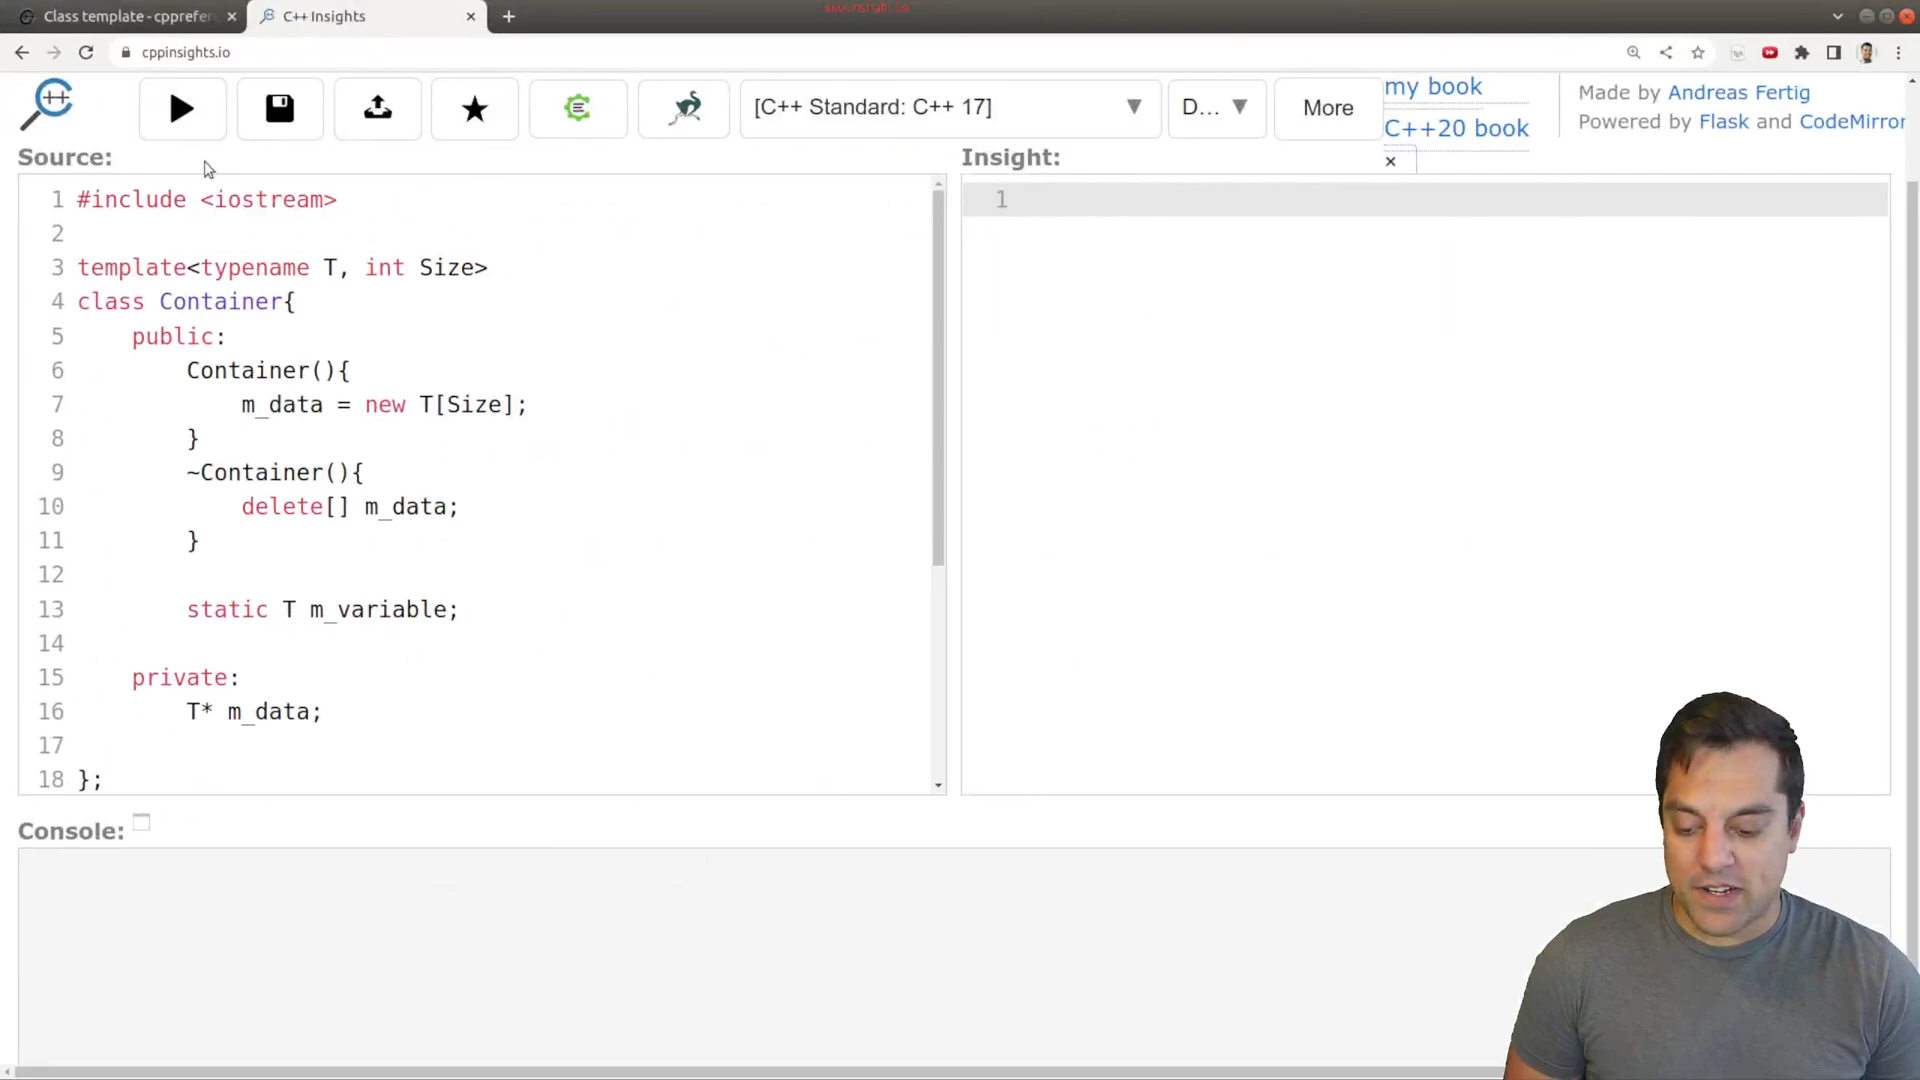 Class template - cpprefer
C++ Insights
cppinsights.io
[C++ Standard: C++ 17]
D...
More
my book
C++20 book
Made by Andreas Fertig
Powered by Flask and CodeMirror
Source:
Insight:
1 #include <iostream>
2
3 template<typename T, int Size>
4 class Container{
5 public:
6 Container(){
7 m_data = new T[Size];
8 }
9 ~Container(){
10 delete[] m_data;
11 }
12
13 static T m_variable;
14
15 private:
16 T* m_data;
17
18 };
1
Console: